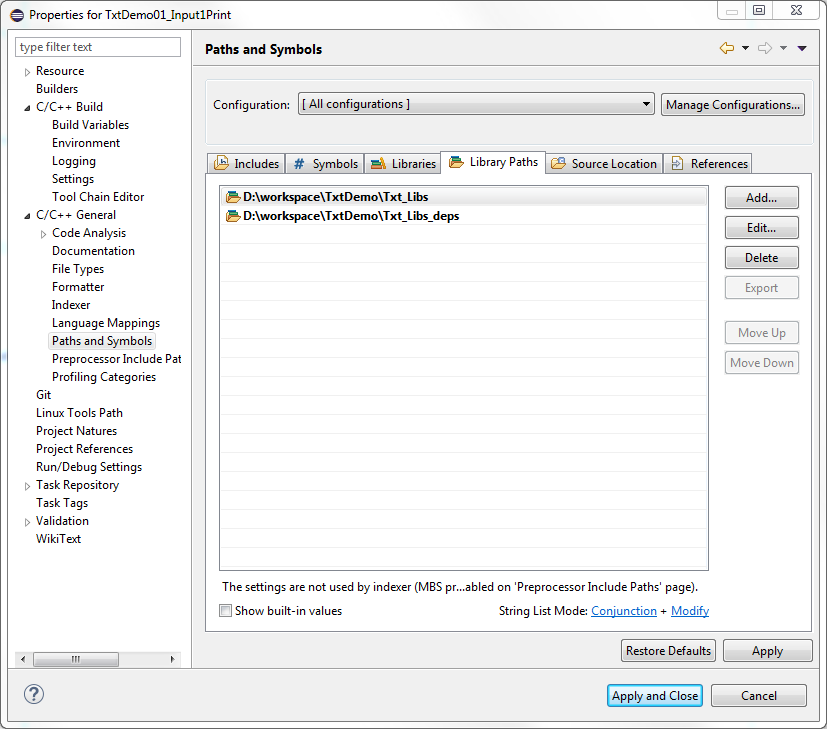 Properties for TxtDemo01_Input1Print
type filter text
Resource
Builders
C/C++ Build
Build Variables
Environment
Logging
Settings
Tool Chain Editor
C/C++ General
Code Analysis
Documentation
File Types
Formatter
Indexer
Language Mappings
Paths and Symbols
Preprocessor Include Pat
Profiling Categories
Git
Linux Tools Path
Project Natures
Project References
Run/Debug Settings
Task Repository
Task Tags
Validation
WikiText
Paths and Symbols
Configuration: [ All configurations ] Manage Configurations...
Includes # Symbols Libraries Library Paths Source Location References
D:\workspace\TxtDemo\Txt_Libs
D:\workspace\TxtDemo\Txt_Libs_deps
Add...
Edit...
Delete
Export
Move Up
Move Down
The settings are not used by indexer (MBS pr...abled on 'Preprocessor Include Paths' page).
Show built-in values String List Mode: Conjunction + Modify
Restore Defaults Apply
? Apply and Close Cancel